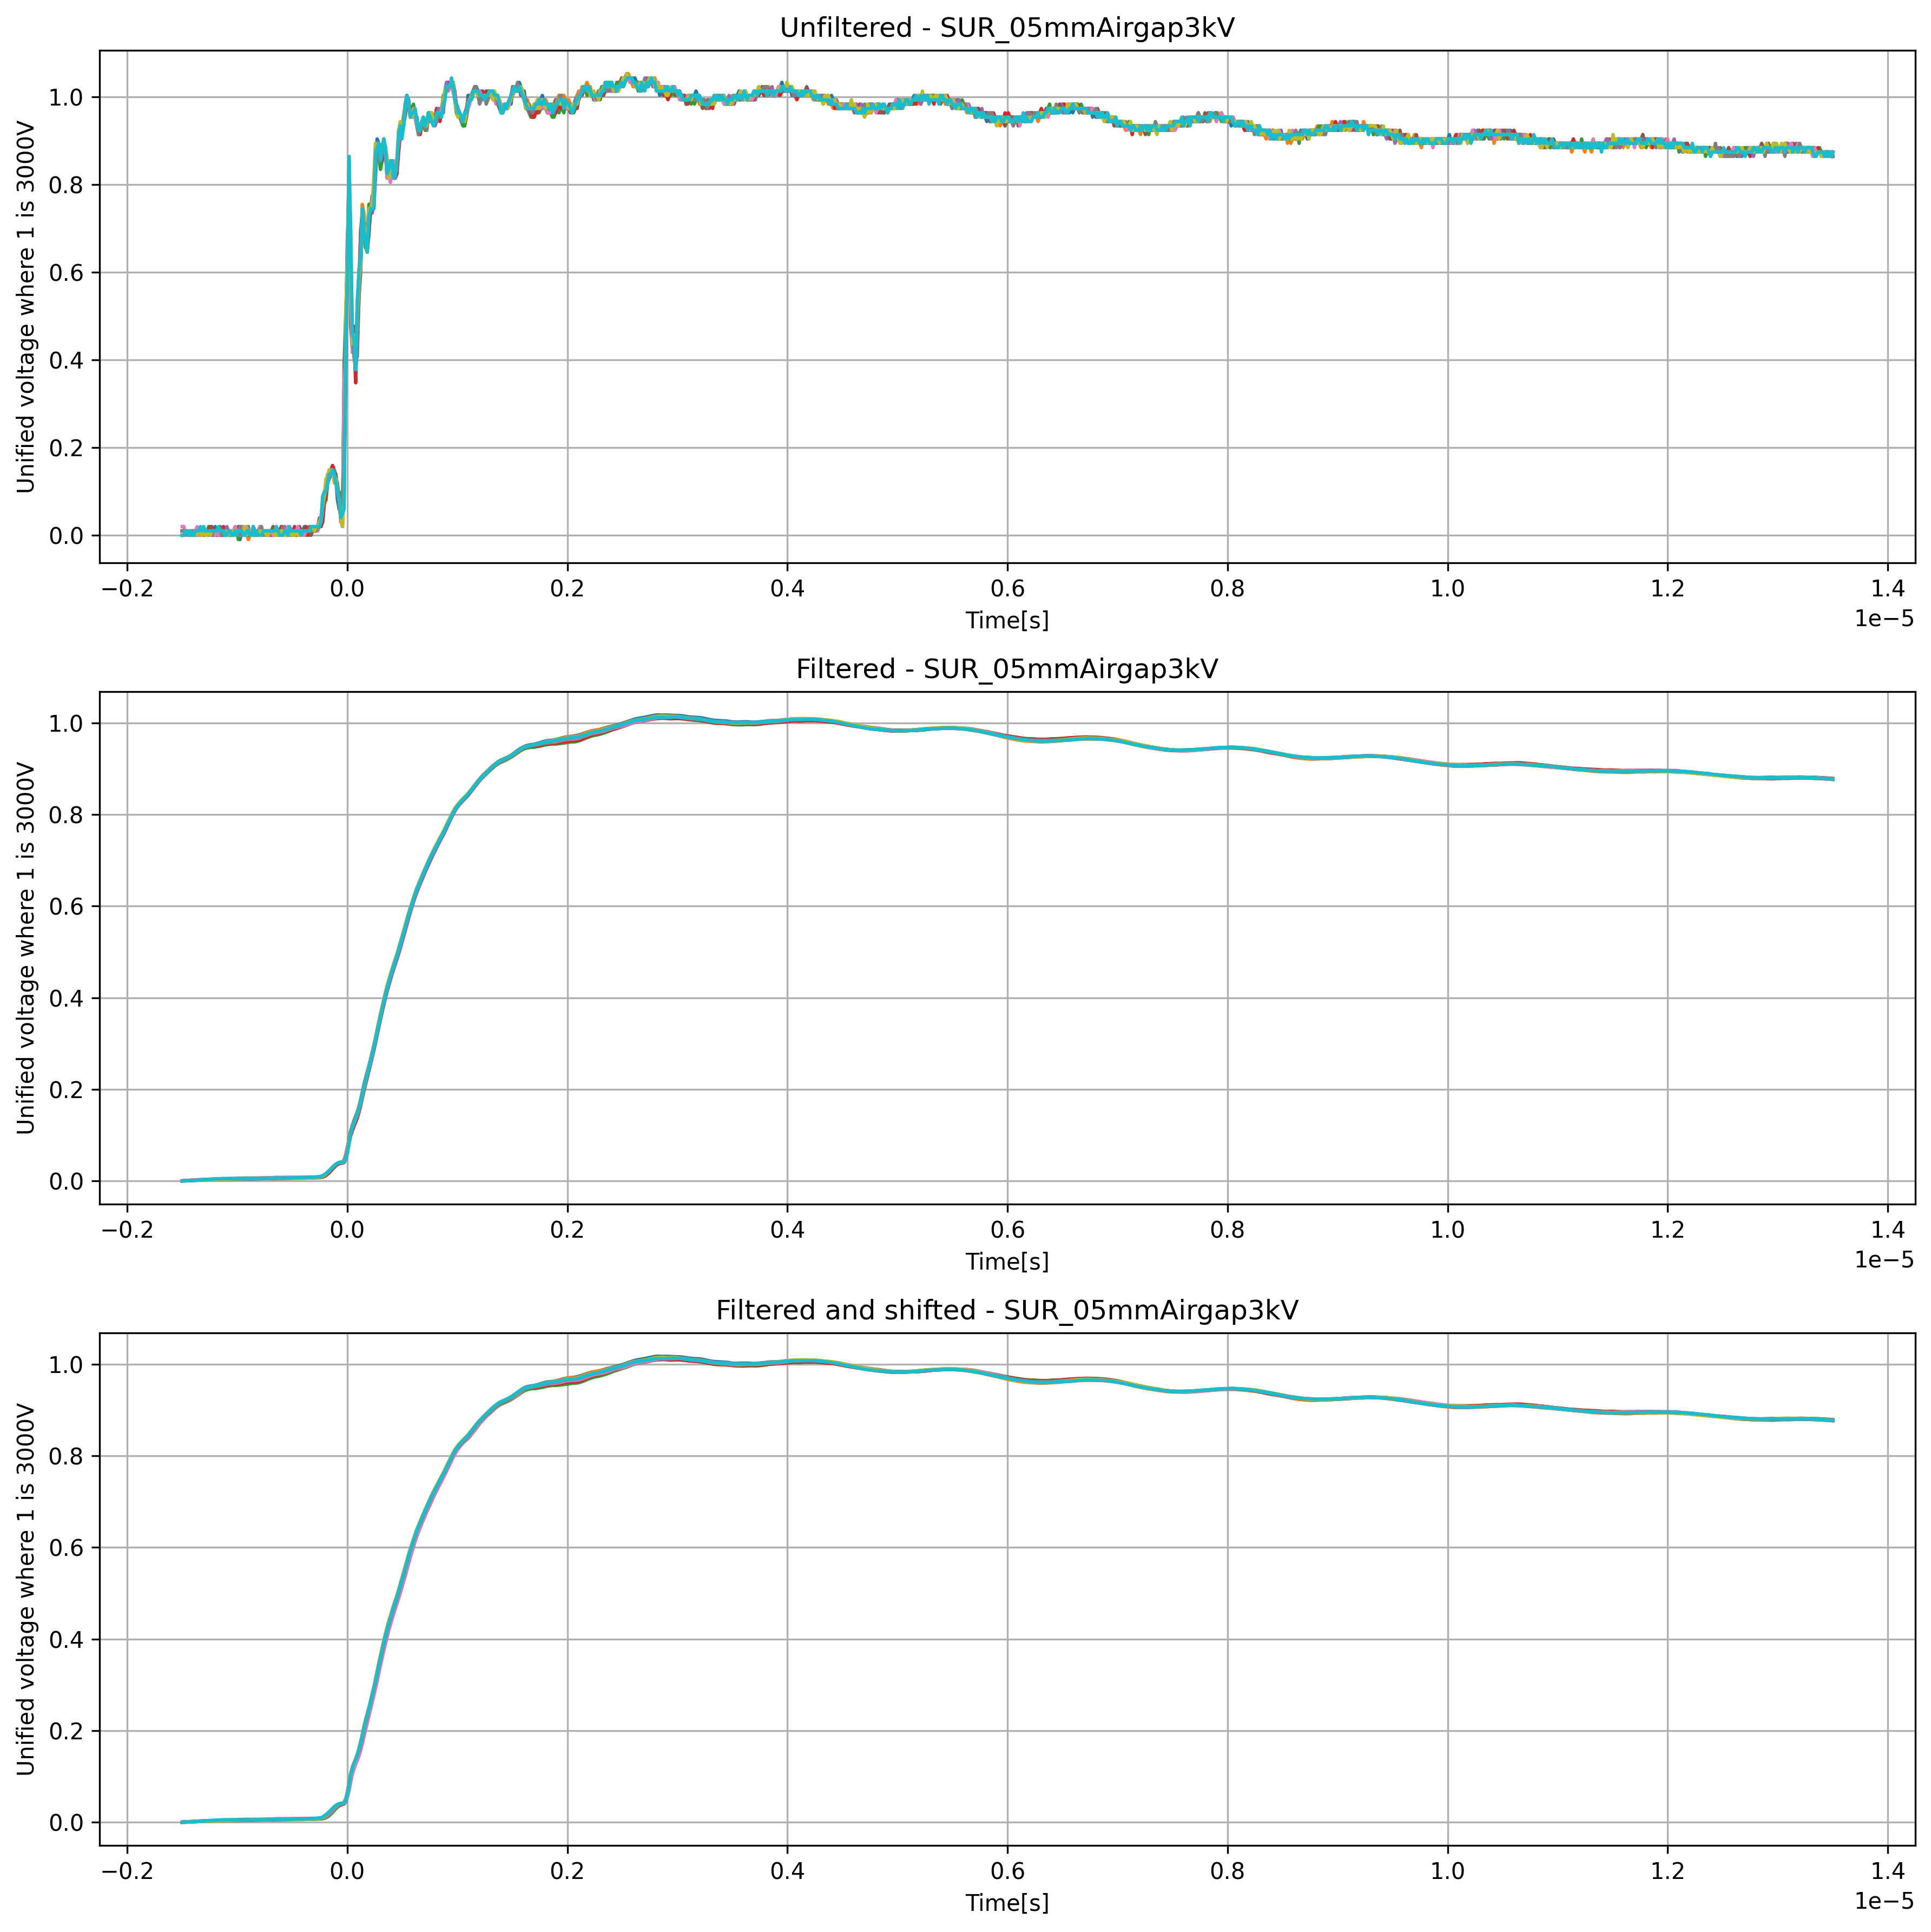 Unfiltered - SUR_05mmAirgap3kV
Unified voltage where 1 is 3000V
1.0
0.8
0.6
0.4
0.2
0.0
−0.2 0.0 0.2 0.4 0.6 0.8 1.0 1.2 1.4
Time[s]
1e−5
Filtered - SUR_05mmAirgap3kV
Unified voltage where 1 is 3000V
1.0
0.8
0.6
0.4
0.2
0.0
−0.2 0.0 0.2 0.4 0.6 0.8 1.0 1.2 1.4
Time[s]
1e−5
Filtered and shifted - SUR_05mmAirgap3kV
Unified voltage where 1 is 3000V
1.0
0.8
0.6
0.4
0.2
0.0
−0.2 0.0 0.2 0.4 0.6 0.8 1.0 1.2 1.4
Time[s]
1e−5